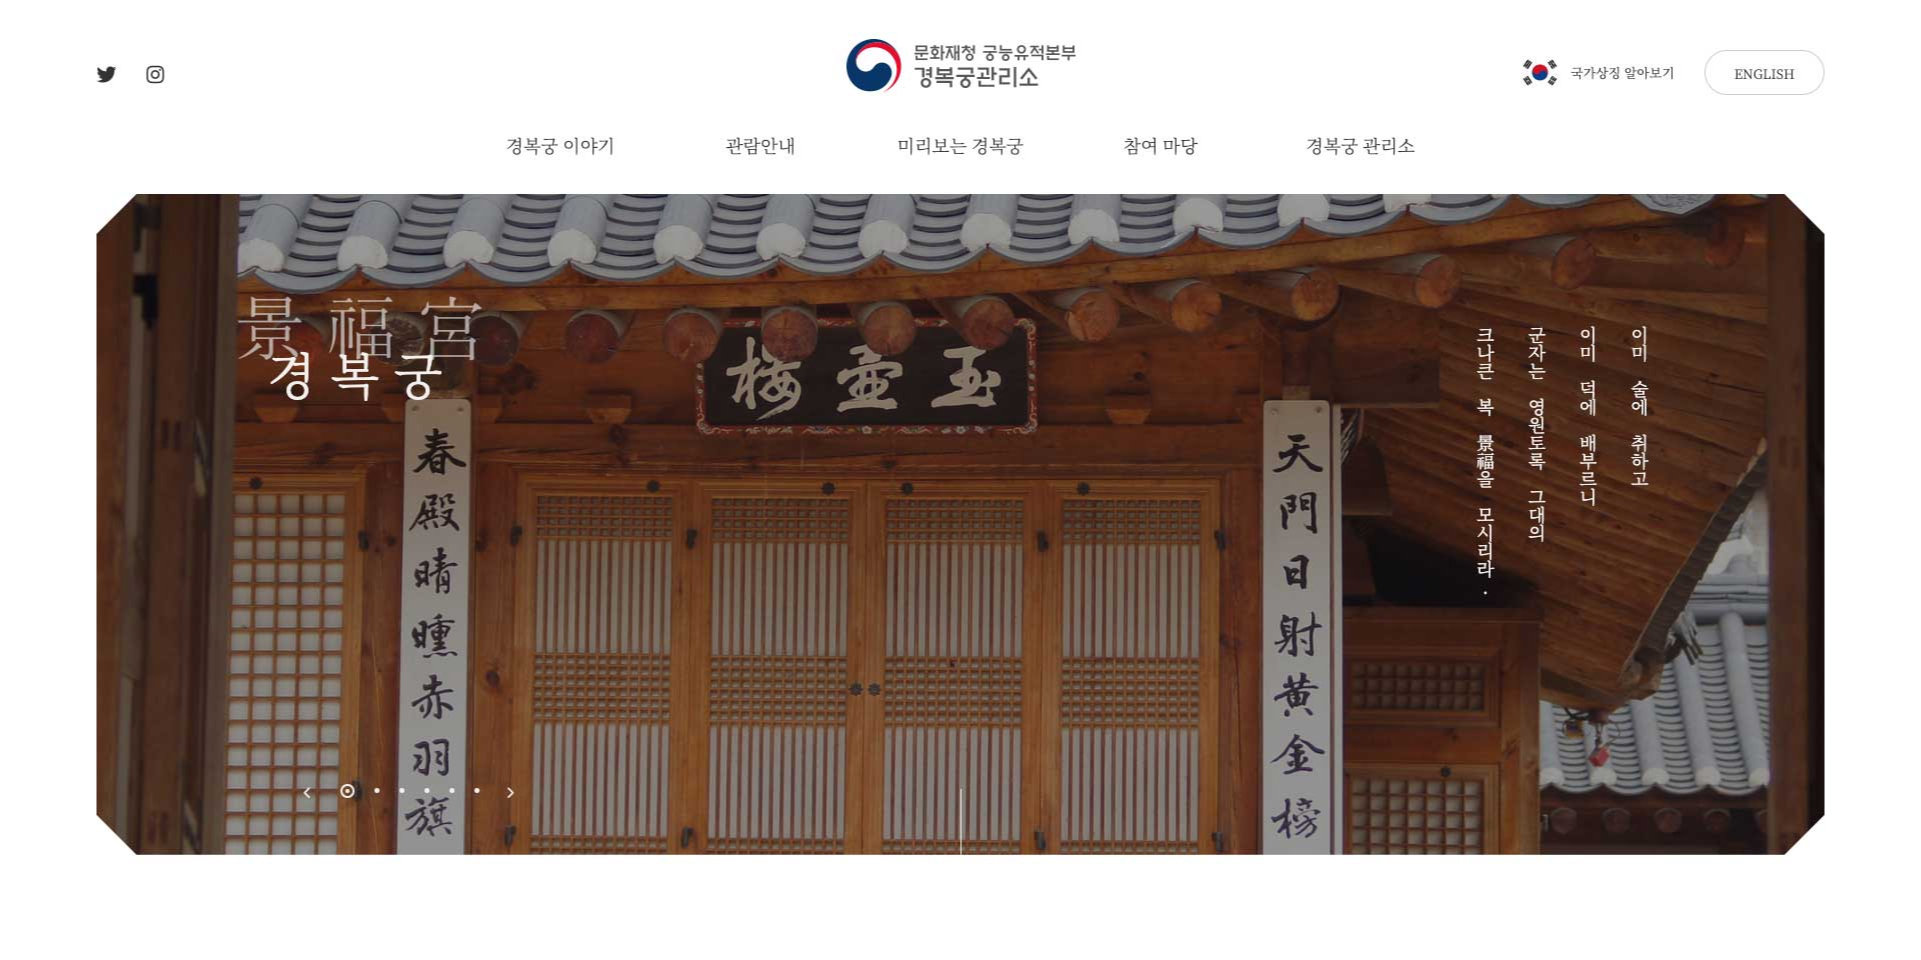 문화재청 궁능유적본부
경복궁관리소
국가상징 알아보기
ENGLISH
경복궁 이야기
관람안내
미리보는 경복궁
참여 마당
경복궁 관리소
景福宮
경복궁
梅壺玉
春殿晴曛赤羽旗
天門日射黃金榜
이미 술에 취하고
이미 덕에 배부르니
군자는 영원토록 그대의
크나큰 복 景福을 모시리라.